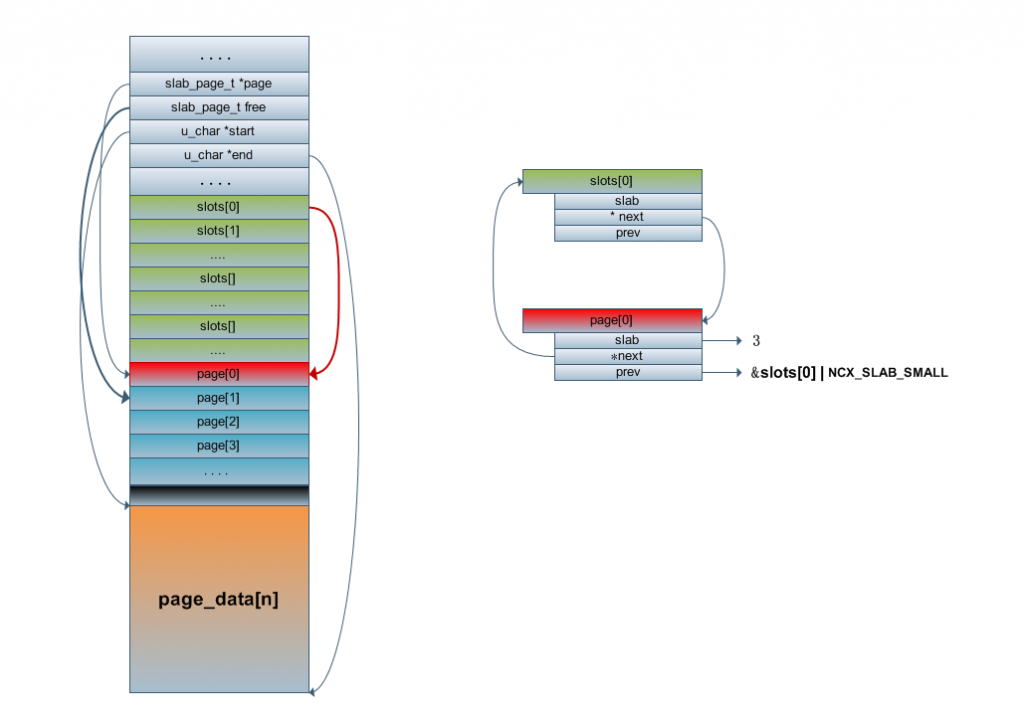 . . . .
slab_page_t *page
slab_page_t free
u_char *start
u_char *end
. . . .
slots[0]
slots[1]
....
slots[]
....
slots[]
....
page[0]
page[1]
page[2]
page[3]
. . . .
page_data[n]
slots[0]
slab
* next
prev
page[0]
slab 3
*next
prev &slots[0] | NCX_SLAB_SMALL